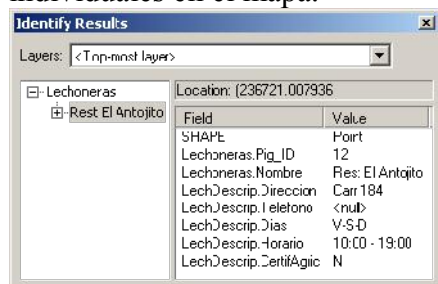 individuales en el mapa.
Identify Results
Layers: <Top-most layer>
Lechoneras
Rest El Antojito
Location: (236721.007936
Field Value
SHAPE Point
Lechoneras.Pig_ID 12
Lechoneras.Nombre Res: El Antojito
LechDescrip.Direccion Carr 184
LechDescrip.Telefono <null>
LechDescrip.Dias V-S-D
LechDescrip.Horario 10:00 - 19:00
LechDescrip.CertifAgric N